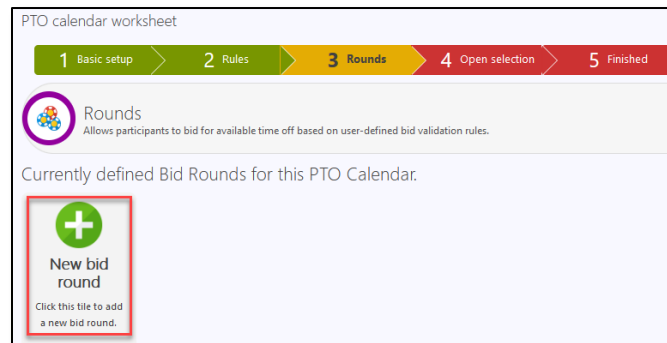 PTO calendar worksheet
1 Basic setup 2 Rules 3 Rounds 4 Open selection 5 Finished
Rounds
Allows participants to bid for available time off based on user-defined bid validation rules.
Currently defined Bid Rounds for this PTO Calendar.
New bid
round
Click this tile to add
a new bid round.